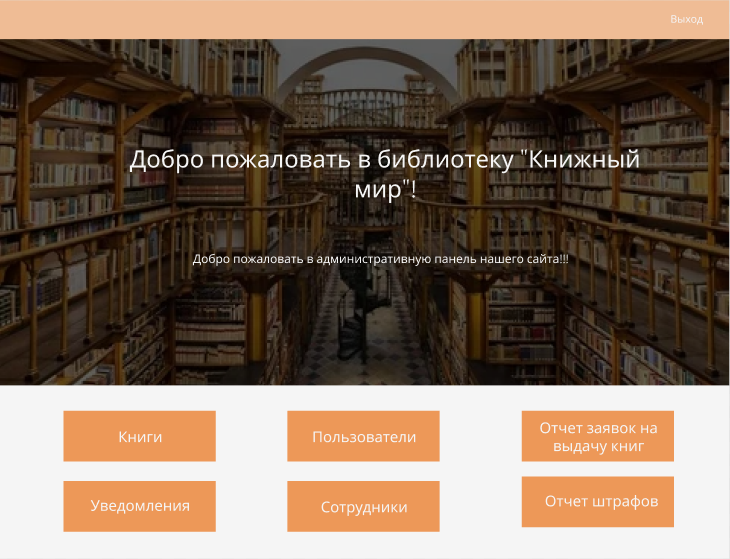 Выход
Добро пожаловать в библиотеку "Книжный
мир"!
Добро пожаловать в административную панель нашего сайта!!!
Книги
Пользователи
Отчет заявок на
выдачу книг
Уведомления
Сотрудники
Отчет штрафов